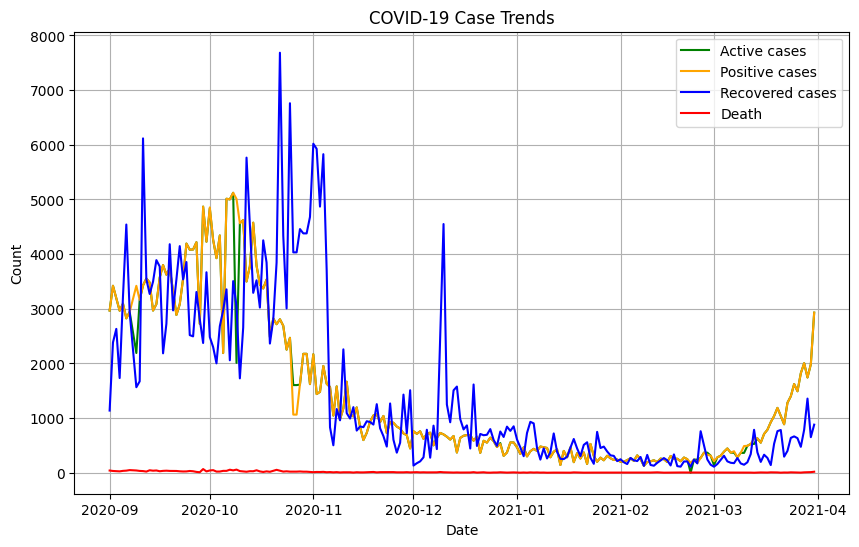 COVID-19 Case Trends
8000
7000
6000
5000
4000
3000
2000
1000
0
Count
Active cases
Positive cases
Recovered cases
Death
2020-09
2020-10
2020-11
2020-12
2021-01
2021-02
2021-03
2021-04
Date